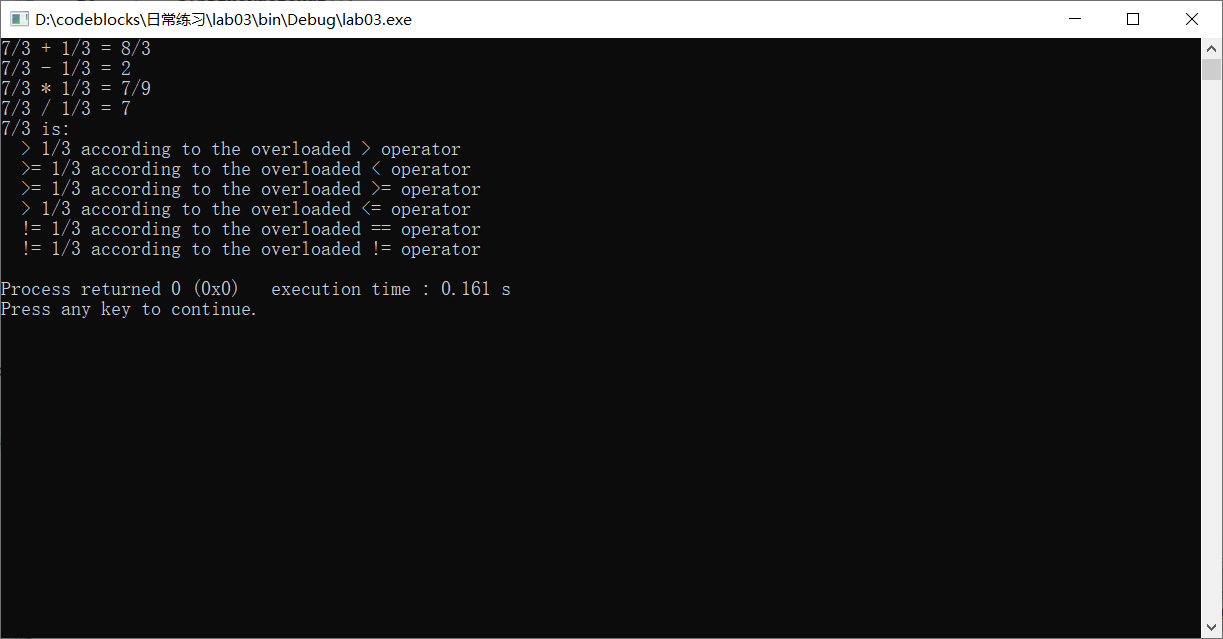 D:\codeblocks\日常练习\lab03\bin\Debug\lab03.exe
7/3 + 1/3 = 8/3
7/3 - 1/3 = 2
7/3 * 1/3 = 7/9
7/3 / 1/3 = 7
7/3 is:
  > 1/3 according to the overloaded > operator
  >= 1/3 according to the overloaded < operator
  >= 1/3 according to the overloaded >= operator
  > 1/3 according to the overloaded <= operator
  != 1/3 according to the overloaded == operator
  != 1/3 according to the overloaded != operator

Process returned 0 (0x0)   execution time : 0.161 s
Press any key to continue.